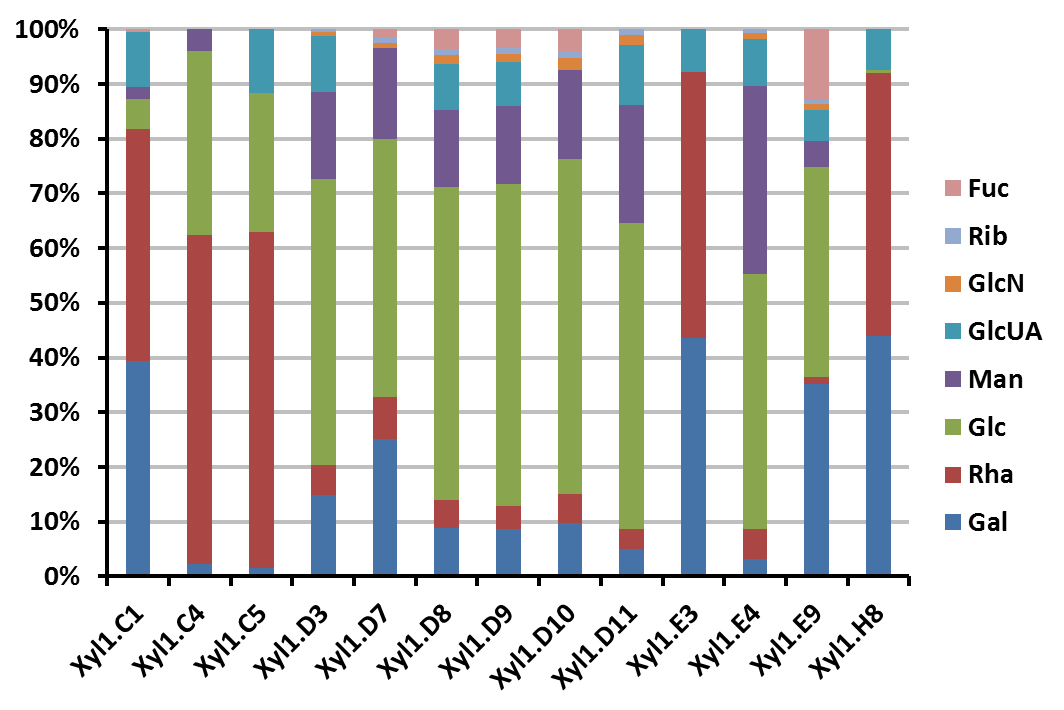 100%
90%
80%
70%
60%
50%
40%
30%
20%
10%
0%
Fuc
Rib
GlcN
GlcUA
Man
Glc
Rha
Gal
Xyl1.C1
Xyl1.C4
Xyl1.C5
Xyl1.D3
Xyl1.D7
Xyl1.D8
Xyl1.D9
Xyl1.D10
Xyl1.D11
Xyl1.E3
Xyl1.E4
Xyl1.E9
Xyl1.H8